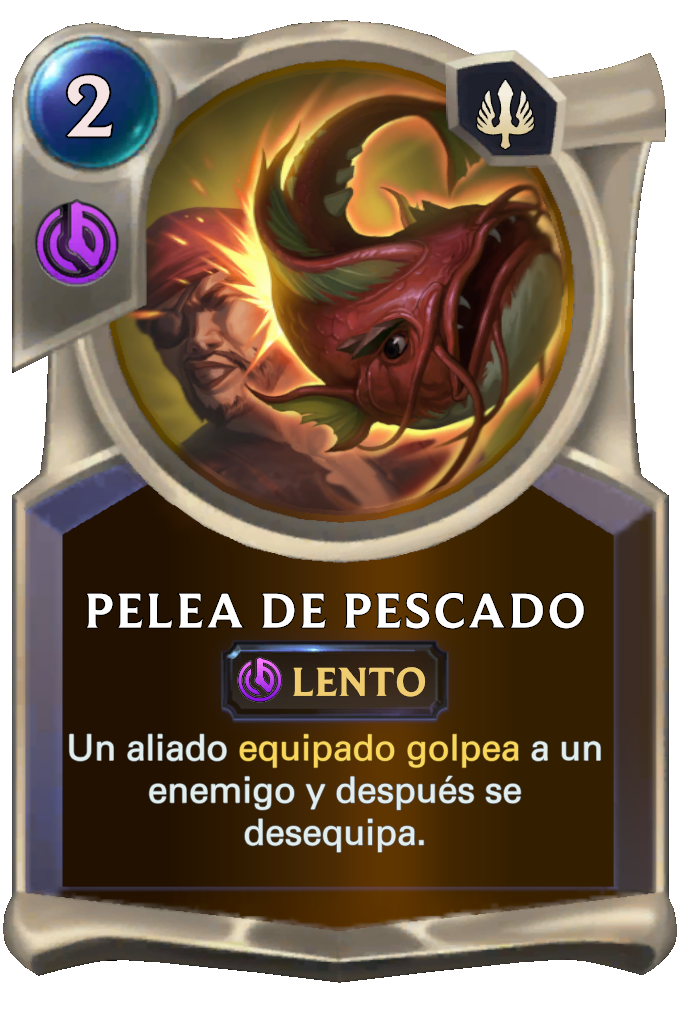 2
PELEA DE PESCADO
LENTO
Un aliado equipado golpea a un
enemigo y después se
desequipa.